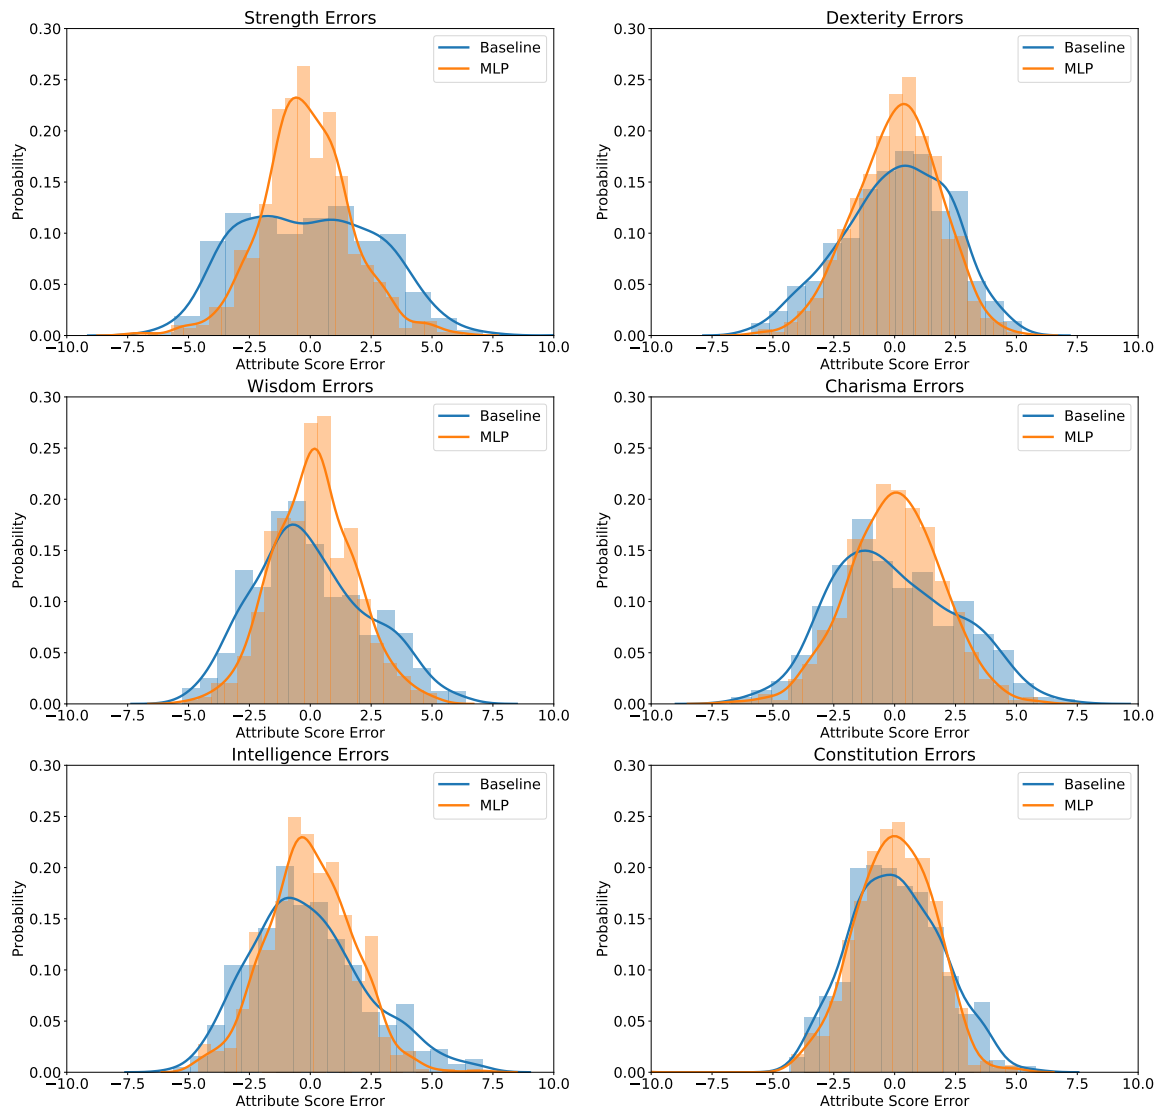 Strength Errors
0.30
0.25
0.20
0.15
0.10
0.05
0.00
Probability
Baseline
MLP
−10.0 −7.5 −5.0 −2.5 0.0 2.5 5.0 7.5 10.0
Attribute Score Error
Dexterity Errors
0.30
0.25
0.20
0.15
0.10
0.05
0.00
Probability
Baseline
MLP
−10.0 −7.5 −5.0 −2.5 0.0 2.5 5.0 7.5 10.0
Attribute Score Error
Wisdom Errors
0.30
0.25
0.20
0.15
0.10
0.05
0.00
Probability
Baseline
MLP
−10.0 −7.5 −5.0 −2.5 0.0 2.5 5.0 7.5 10.0
Attribute Score Error
Charisma Errors
0.30
0.25
0.20
0.15
0.10
0.05
0.00
Probability
Baseline
MLP
−10.0 −7.5 −5.0 −2.5 0.0 2.5 5.0 7.5 10.0
Attribute Score Error
Intelligence Errors
0.30
0.25
0.20
0.15
0.10
0.05
0.00
Probability
Baseline
MLP
−10.0 −7.5 −5.0 −2.5 0.0 2.5 5.0 7.5 10.0
Attribute Score Error
Constitution Errors
0.30
0.25
0.20
0.15
0.10
0.05
0.00
Probability
Baseline
MLP
−10.0 −7.5 −5.0 −2.5 0.0 2.5 5.0 7.5 10.0
Attribute Score Error